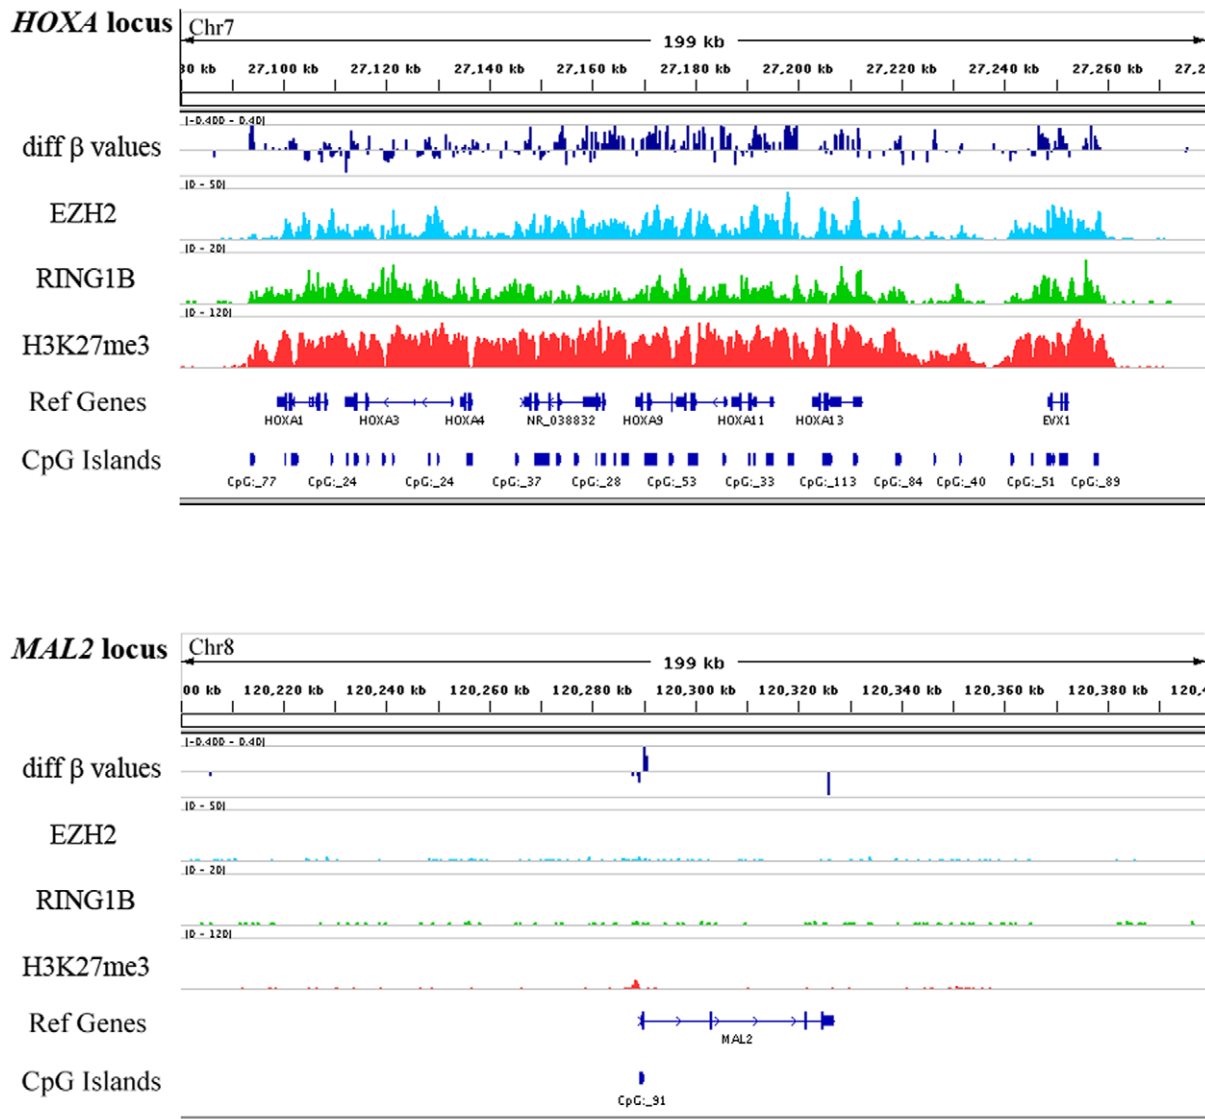 HOXA locus
Chr7
199 kb
30 kb 27,100 kb 27,120 kb 27,140 kb 27,160 kb 27,180 kb 27,200 kb 27,220 kb 27,240 kb 27,260 kb 27,2
[-0.400 - 0.40]
diff β values
[0 - 50]
EZH2
[0 - 20]
RING1B
[0 - 120]
H3K27me3
Ref Genes
HOXA1 HOXA3 HOXA4 NR_038832 HOXA9 HOXA11 HOXA13 EVX1
CpG Islands
CpG:_77 CpG:_24 CpG:_24 CpG:_37 CpG:_28 CpG:_53 CpG:_33 CpG:_113 CpG:_84 CpG:_40 CpG:_51 CpG:_89
MAL2 locus
Chr8
199 kb
00 kb 120,220 kb 120,240 kb 120,260 kb 120,280 kb 120,300 kb 120,320 kb 120,340 kb 120,360 kb 120,380 kb 120,4
[-0.400 - 0.40]
diff β values
[0 - 50]
EZH2
[0 - 20]
RING1B
[0 - 120]
H3K27me3
Ref Genes
MAL2
CpG Islands
CpG:_91